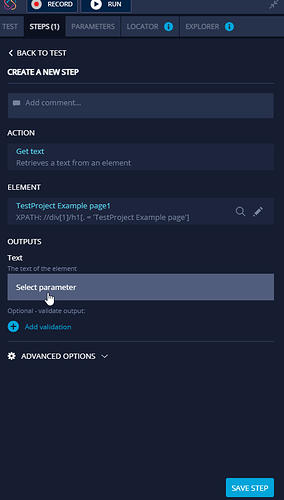 RECORD
RUN
TEST
STEPS (1)
PARAMETERS
LOCATOR
EXPLORER
BACK TO TEST
CREATE A NEW STEP
Add comment...
ACTION
Get text
Retrieves a text from an element
ELEMENT
TestProject Example page1
XPATH: //div[1]/h1[. = 'TestProject Example page']
OUTPUTS
Text
The text of the element
Select parameter
Optional - validate output:
Add validation
ADVANCED OPTIONS
SAVE STEP